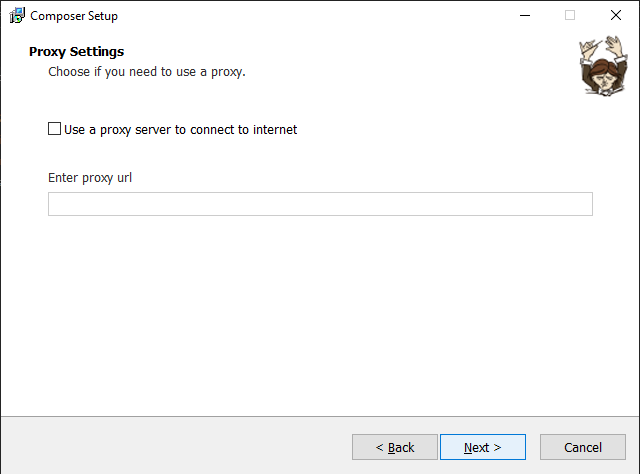 Composer Setup
Proxy Settings
Choose if you need to use a proxy.
Use a proxy server to connect to internet
Enter proxy url
< Back
Next >
Cancel